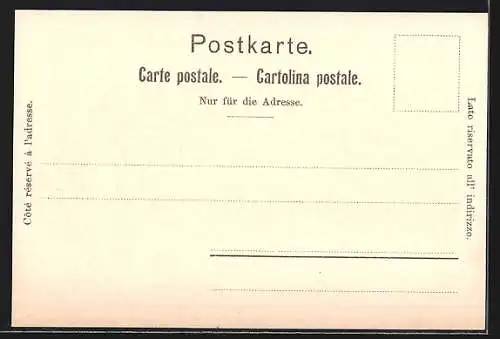 Postkarte.
Carte postale. — Cartolina postale.
Nur für die Adresse.
Côté réservé à l'adresse.
Lato riservato all' indirizzo.